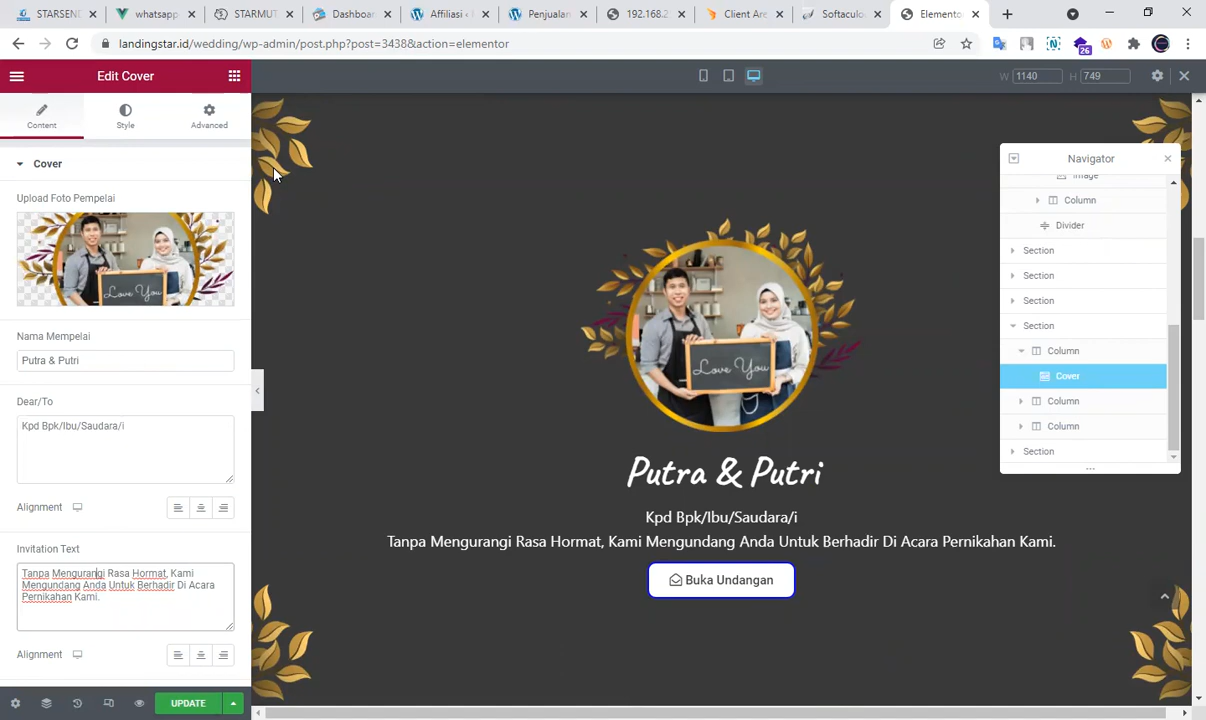 STARSEND
whatsapp
STARMUT
Dashboar
Affiliasi «
Penjualan
192.168.2
Client Are
Softaculo
Elemento
landingstar.id/wedding/wp-admin/post.php?post=3438&action=elementor
26
Edit Cover
W 1140 H 749
Content Style Advanced
Cover
Upload Foto Pempelai
Love You
Nama Mempelai
Putra & Putri
Dear/To
Kpd Bpk/Ibu/Saudara/i
Alignment
Invitation Text
Tanpa Mengurangi Rasa Hormat, Kami
Mengundang Anda Untuk Berhadir Di Acara
Pernikahan Kami.
Alignment
UPDATE
Love You
Putra & Putri
Kpd Bpk/Ibu/Saudara/i
Tanpa Mengurangi Rasa Hormat, Kami Mengundang Anda Untuk Berhadir Di Acara Pernikahan Kami.
Buka Undangan
Navigator
Image
Column
Divider
Section
Section
Section
Section
Column
Cover
Column
Column
Section